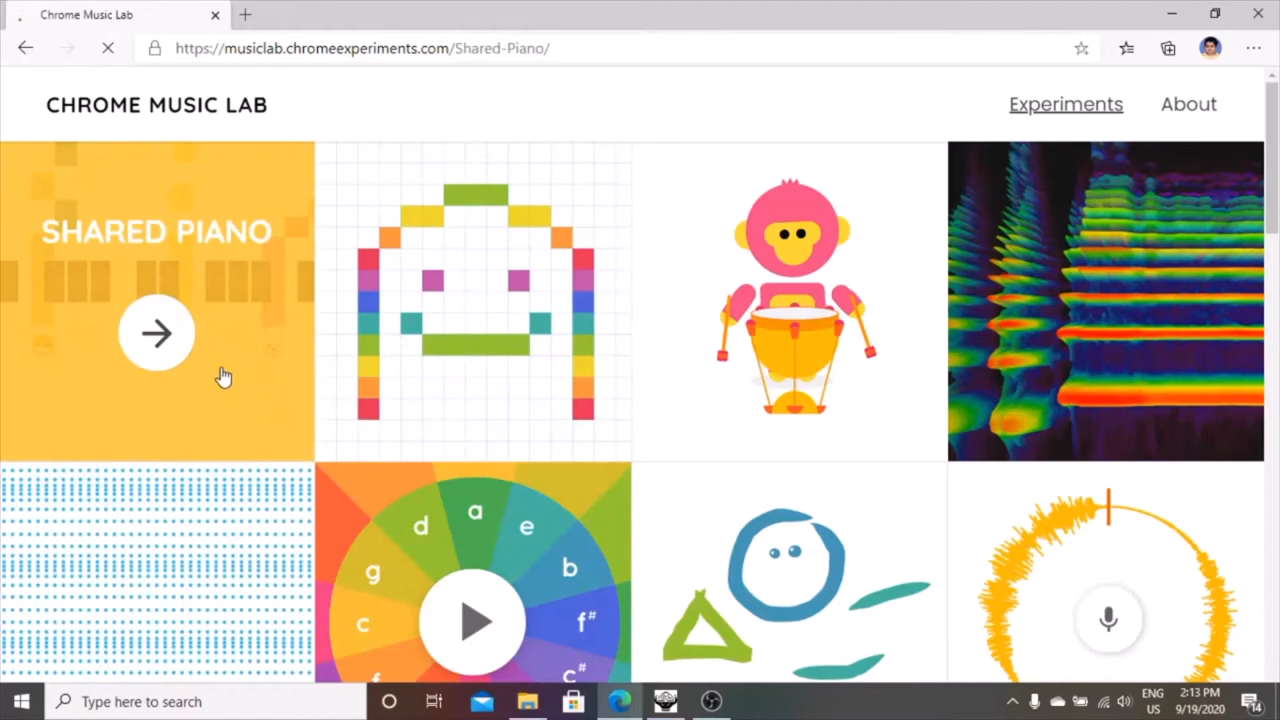 Chrome Music Lab
https://musiclab.chromeexperiments.com/Shared-Piano/
CHROME MUSIC LAB
Experiments
About
SHARED PIANO
d
a
e
g
b
c
f#
c#
f
Type here to search
ENG
US
2:13 PM
9/19/2020
14